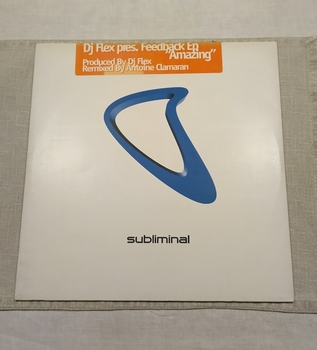 Dj Flex pres. Feedback Ep
"Amazing"
Produced By Dj Flex
Remixed By Antoine Clamaran
subliminal